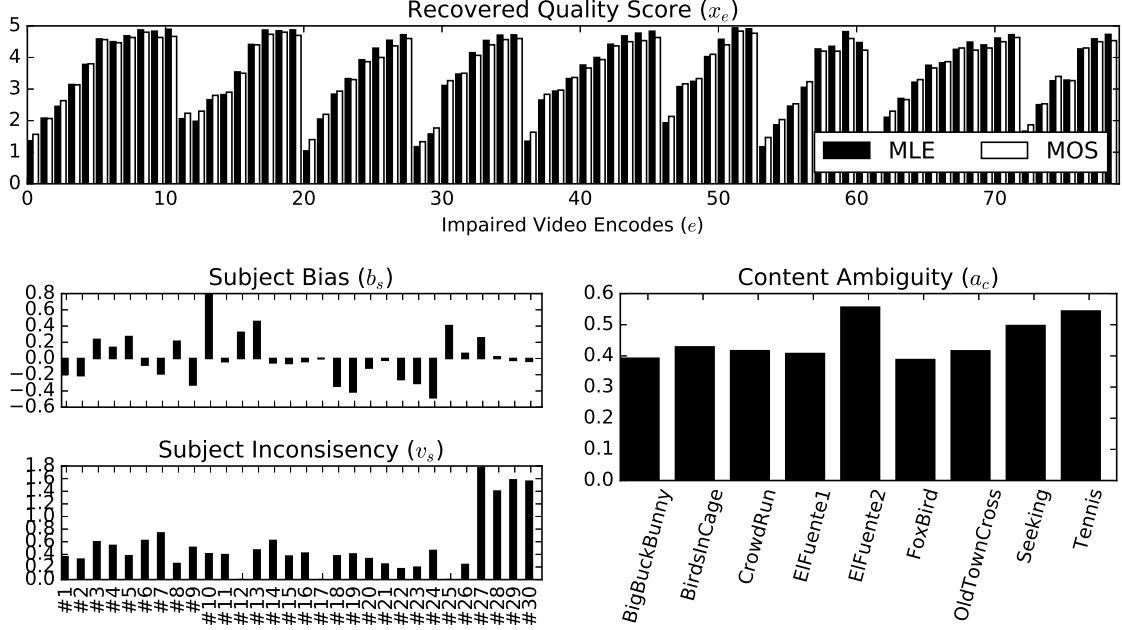 Recovered Quality Score (xₑ)
5
4
3
2
1
0
MLE MOS
0 10 20 30 40 50 60 70
Impaired Video Encodes (e)
Subject Bias (bₛ)
0.8
0.6
0.4
0.2
0.0
−0.2
−0.4
−0.6
Content Ambiguity (a_c)
0.6
0.5
0.4
0.3
0.2
0.1
0.0
BigBuckBunny
BirdsInCage
CrowdRun
ElFuente1
ElFuente2
FoxBird
OldTownCross
Seeking
Tennis
Subject Inconsisency (vₛ)
1.8
1.6
1.4
1.2
1.0
0.8
0.6
0.4
0.2
0.0
#1 #2 #3 #4 #5 #6 #7 #8 #9 #10 #11 #12 #13 #14 #15 #16 #17 #18 #19 #20 #21 #22 #23 #24 #25 #26 #27 #28 #29 #30